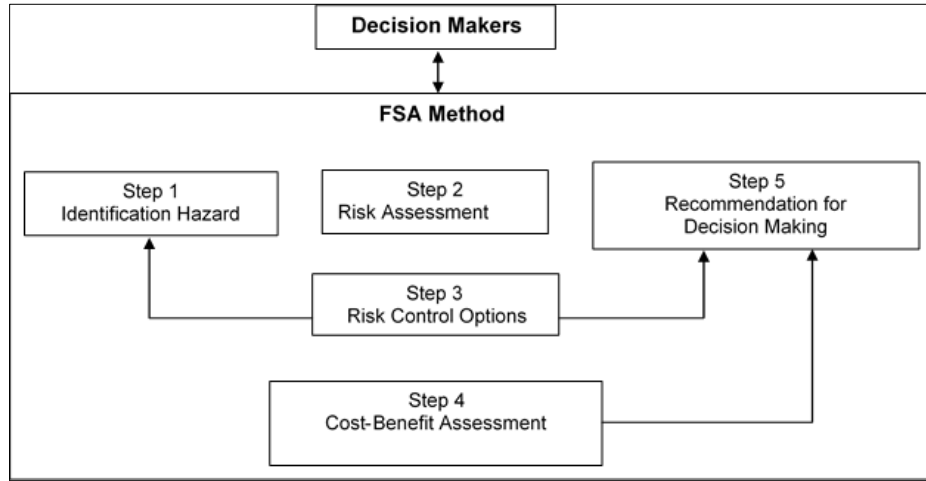 Decision Makers
FSA Method
Step 1
Identification Hazard
Step 2
Risk Assessment
Step 5
Recommendation for
Decision Making
Step 3
Risk Control Options
Step 4
Cost-Benefit Assessment